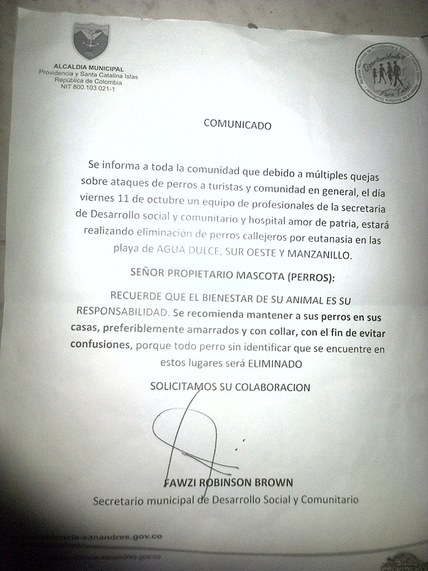 ALCALDIA MUNICIPAL
Providencia y Santa Catalina Islas
República de Colombia
NIT 800.103.021-1
COMUNICADO
Se informa a toda la comunidad que debido a múltiples quejas
sobre ataques de perros a turistas y comunidad en general, el día
viernes 11 de octubre un equipo de profesionales de la secretaria
de Desarrollo social y comunitario y hospital amor de patria, estará
realizando eliminación de perros callejeros por eutanasia en las
playa de AGUA DULCE, SUR OESTE Y MANZANILLO.
SEÑOR PROPIETARIO MASCOTA (PERROS):
RECUERDE QUE EL BIENESTAR DE SU ANIMAL ES SU
RESPONSABILIDAD. Se recomienda mantener a sus perros en sus
casas, preferiblemente amarrados y con collar, con el fin de evitar
confusiones, porque todo perro sin identificar que se encuentre en
estos lugares será ELIMINADO
SOLICITAMOS SU COLABORACION
FAWZI ROBINSON BROWN
Secretario municipal de Desarrollo Social y Comunitario